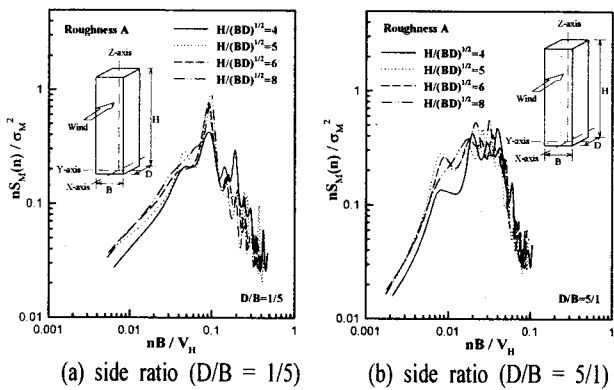 Roughness A
Z-axis
H
Wind
Y-axis
X-axis
B
D
H/(BD)^1/2=4
H/(BD)^1/2=5
H/(BD)^1/2=6
H/(BD)^1/2=8
D/B=1/5
nS_M(n) / σ_M^2
10
1
0.1
0.01
0.001
0.01
0.1
1
nB / V_H
(a) side ratio (D/B = 1/5)
Roughness A
H/(BD)^1/2=4
H/(BD)^1/2=5
H/(BD)^1/2=6
H/(BD)^1/2=8
Z-axis
H
Wind
Y-axis
X-axis
B
D
D/B=5/1
nS_M(n) / σ_M^2
10
1
0.1
0.01
0.001
0.01
0.1
1
nB / V_H
(b) side ratio (D/B = 5/1)